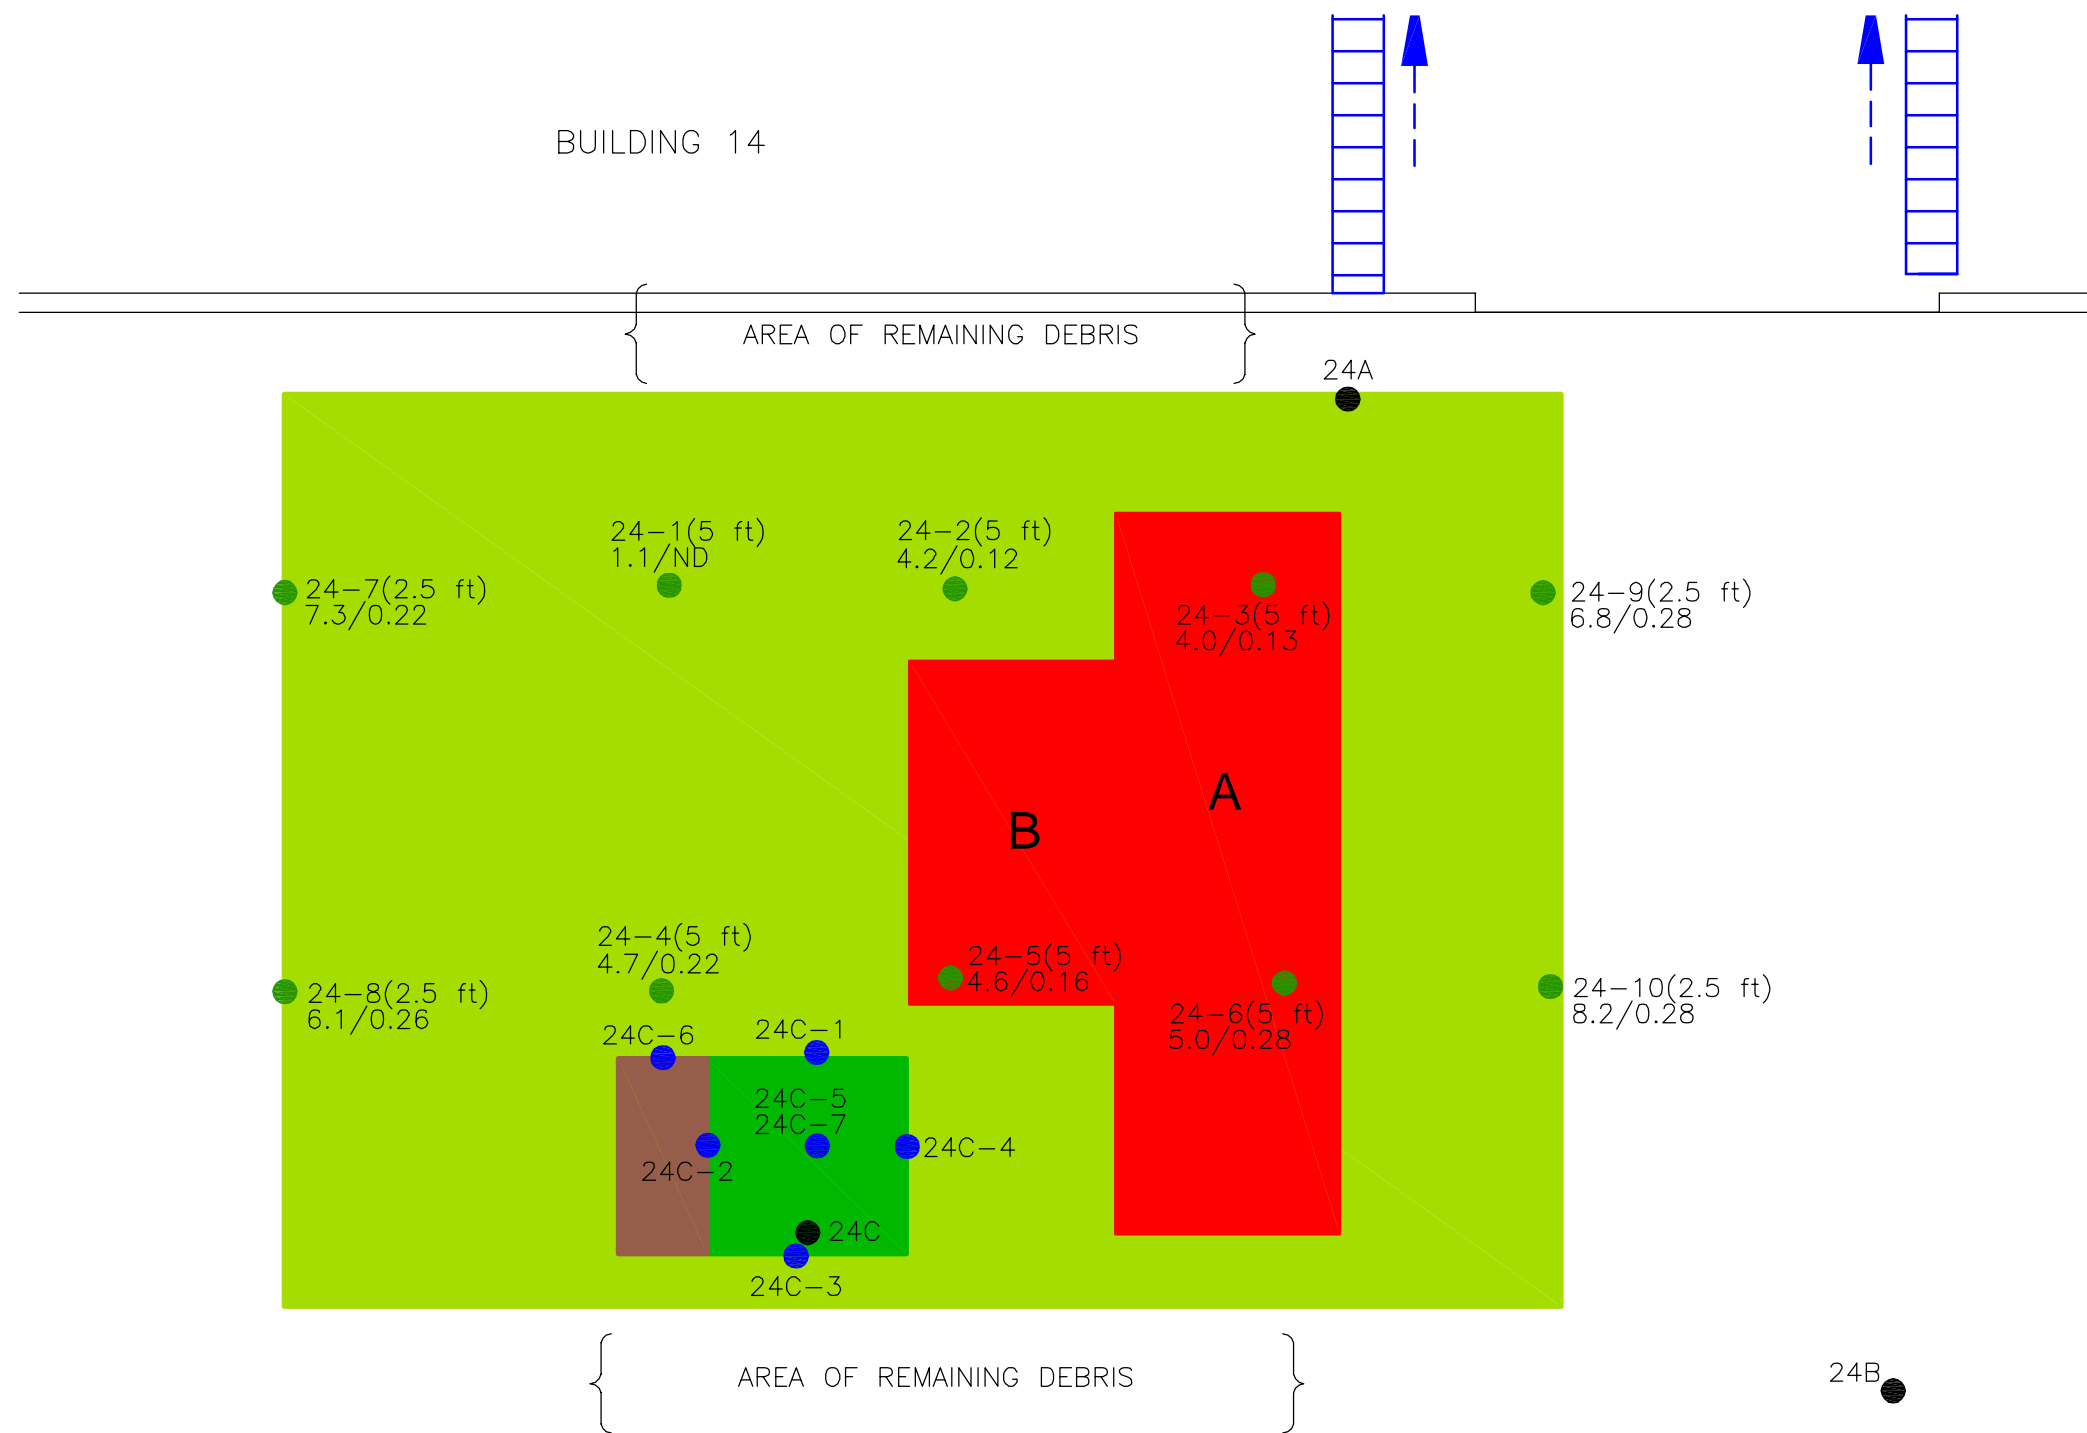 BUILDING 14
AREA OF REMAINING DEBRIS
24A
24-1(5 ft)
1.1/ND
24-2(5 ft)
4.2/0.12
24-7(2.5 ft)
7.3/0.22
24-3(5 ft)
4.0/0.13
24-9(2.5 ft)
6.8/0.28
A
B
24-4(5 ft)
4.7/0.22
24-5(5 ft)
4.6/0.16
24-8(2.5 ft)
6.1/0.26
24-6(5 ft)
5.0/0.28
24-10(2.5 ft)
8.2/0.28
24C-6
24C-1
24C-5
24C-7
24C-4
24C-2
24C
24C-3
AREA OF REMAINING DEBRIS
24B